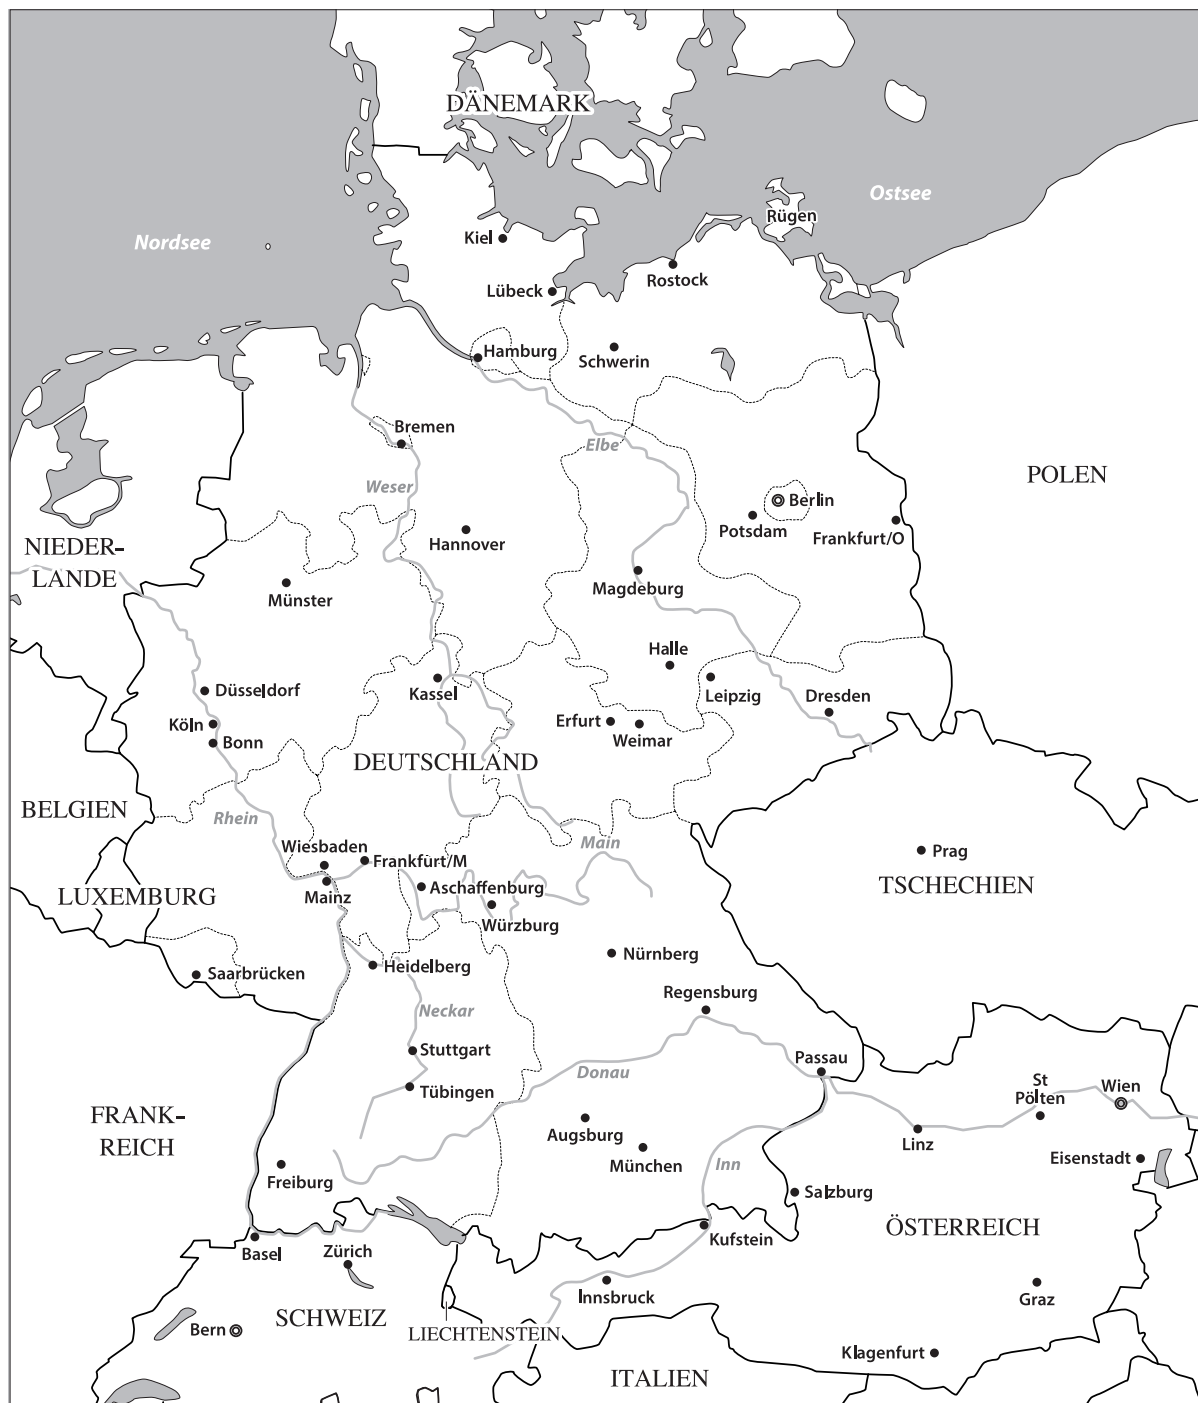 DÄNEMARK
Ostsee
Rügen
Nordsee
Kiel
Rostock
Lübeck
Hamburg
Schwerin
Bremen
Elbe
POLEN
Weser
Berlin
Potsdam
Frankfurt/O
Hannover
NIEDER-
LANDE
Magdeburg
Münster
Halle
Düsseldorf
Kassel
Leipzig
Dresden
Köln
Erfurt
Weimar
Bonn
DEUTSCHLAND
BELGIEN
Rhein
Main
Wiesbaden
Prag
Frankfurt/M
TSCHECHIEN
Aschaffenburg
LUXEMBURG
Mainz
Würzburg
Nürnberg
Heidelberg
Saarbrücken
Regensburg
Neckar
Stuttgart
Passau
Donau
St
Pölten
Wien
Tübingen
FRANK-
REICH
Augsburg
Linz
München
Inn
Eisenstadt
Freiburg
Salzburg
ÖSTERREICH
Kufstein
Basel
Zürich
Innsbruck
Graz
SCHWEIZ
Bern
LIECHTENSTEIN
Klagenfurt
ITALIEN